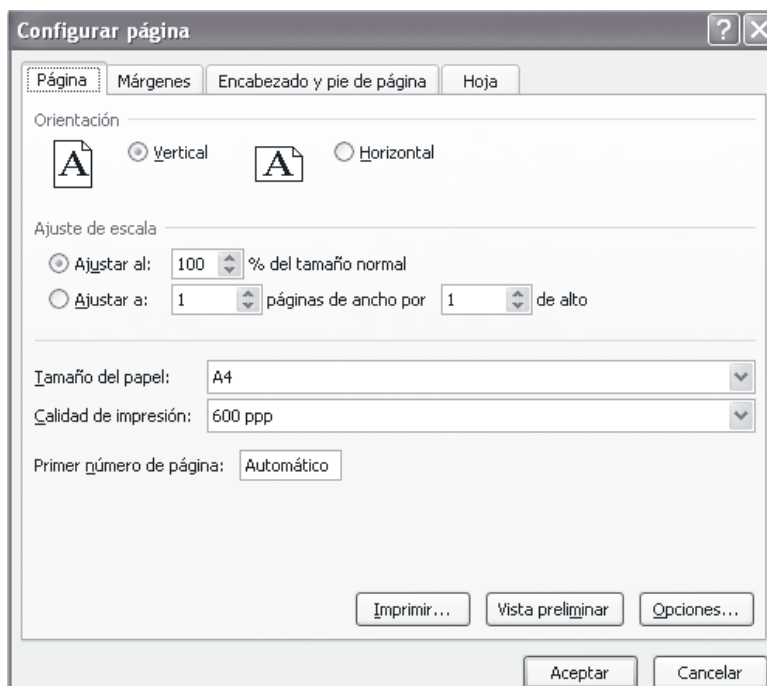 Configurar página
Página Márgenes Encabezado y pie de página Hoja
Orientación
A Vertical A Horizontal
Ajuste de escala
Ajustar al: 100 % del tamaño normal
Ajustar a: 1 páginas de ancho por 1 de alto
Tamaño del papel: A4
Calidad de impresión: 600 ppp
Primer número de página: Automático
Imprimir... Vista preliminar Opciones...
Aceptar Cancelar